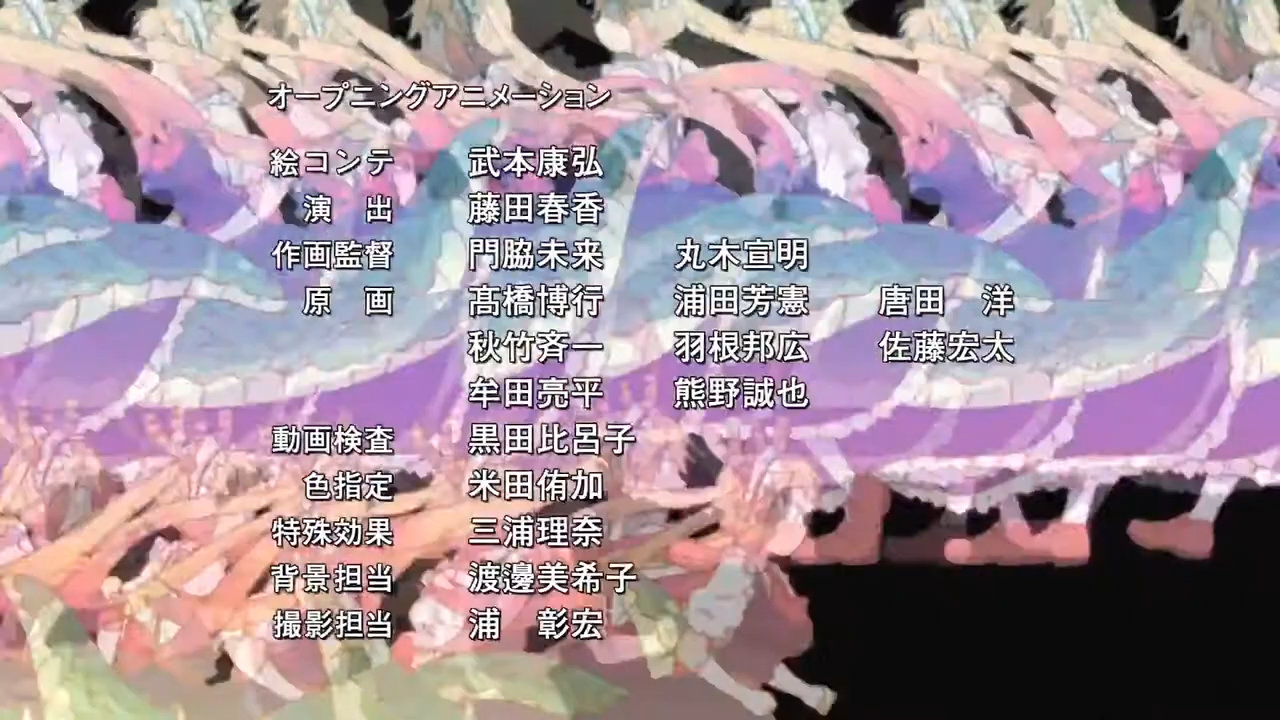 オープニングアニメーション
絵コンテ 武本康弘
演 出 藤田春香
作画監督 門脇未来 丸木宣明
原 画 髙橋博行 浦田芳憲 唐田 洋
秋竹斉一 羽根邦広 佐藤宏太
牟田亮平 熊野誠也
動画検査 黒田比呂子
色指定 米田侑加
特殊効果 三浦理奈
背景担当 渡邊美希子
撮影担当 浦 彰宏